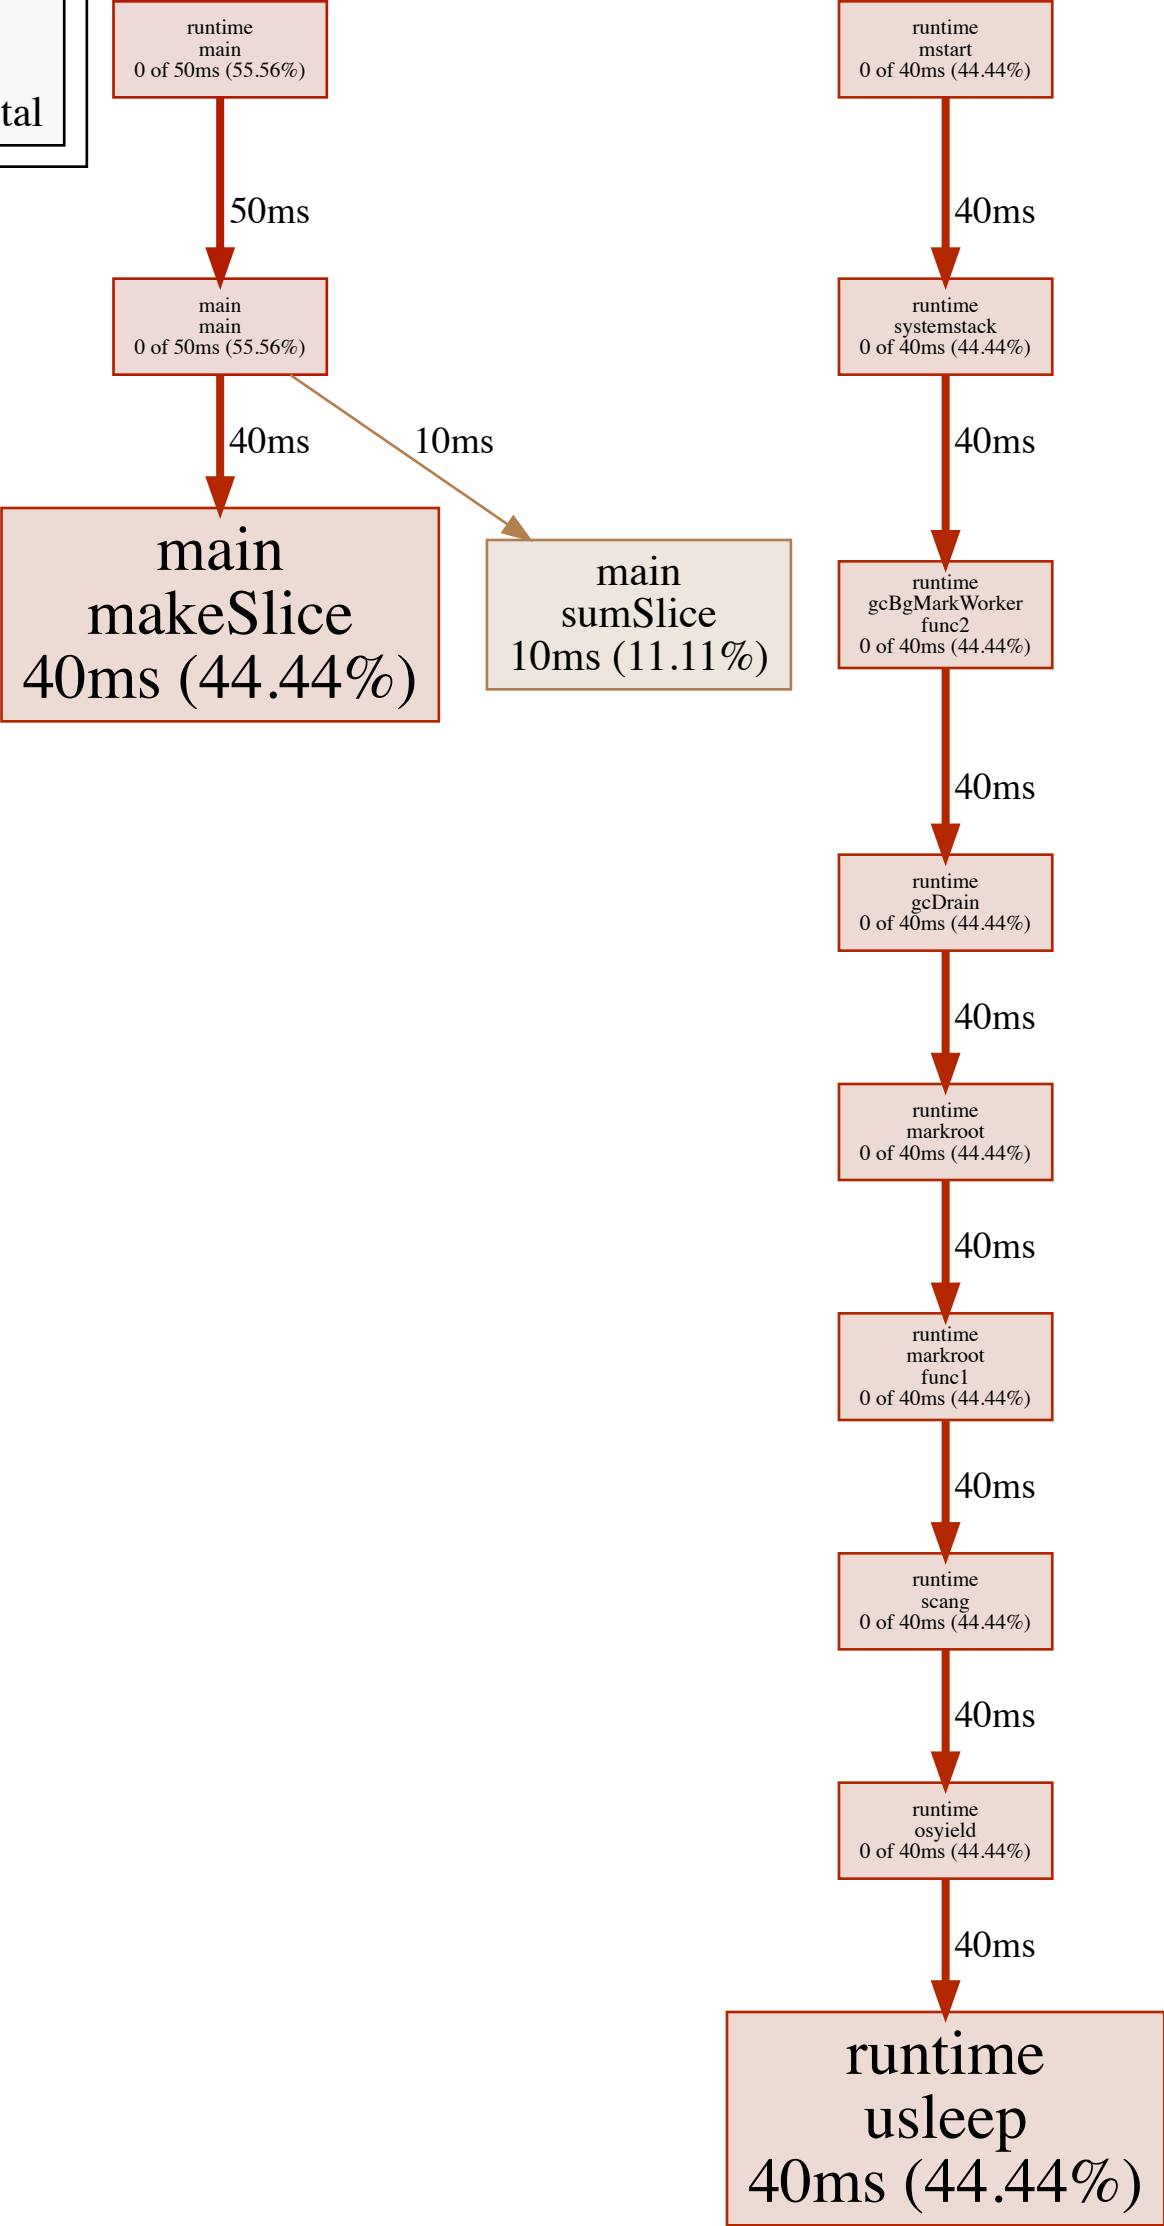 tal
runtime
main
0 of 50ms (55.56%)
50ms
main
main
0 of 50ms (55.56%)
40ms
10ms
main
makeSlice
40ms (44.44%)
main
sumSlice
10ms (11.11%)
runtime
mstart
0 of 40ms (44.44%)
40ms
runtime
systemstack
0 of 40ms (44.44%)
40ms
runtime
gcBgMarkWorker
func2
0 of 40ms (44.44%)
40ms
runtime
gcDrain
0 of 40ms (44.44%)
40ms
runtime
markroot
0 of 40ms (44.44%)
40ms
runtime
markroot
func1
0 of 40ms (44.44%)
40ms
runtime
scang
0 of 40ms (44.44%)
40ms
runtime
osyield
0 of 40ms (44.44%)
40ms
runtime
usleep
40ms (44.44%)